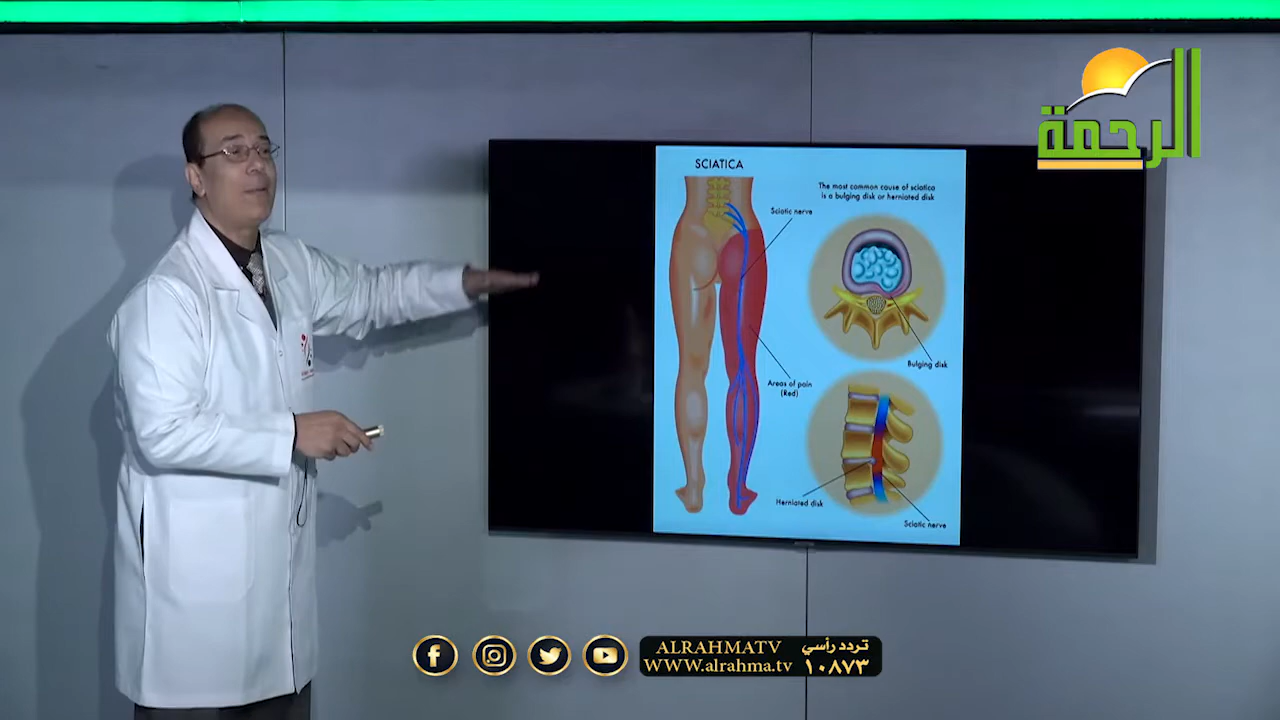 الرحمة
SCIATICA
The most common cause of sciatica
is a bulging disk or herniated disk
Sciatic nerve
Bulging disk
Areas of pain
(Red)
Herniated disk
Sciatic nerve
ALRAHMATV
WWW.alrahma.tv
تردد رأسي
١٠٨٧٣